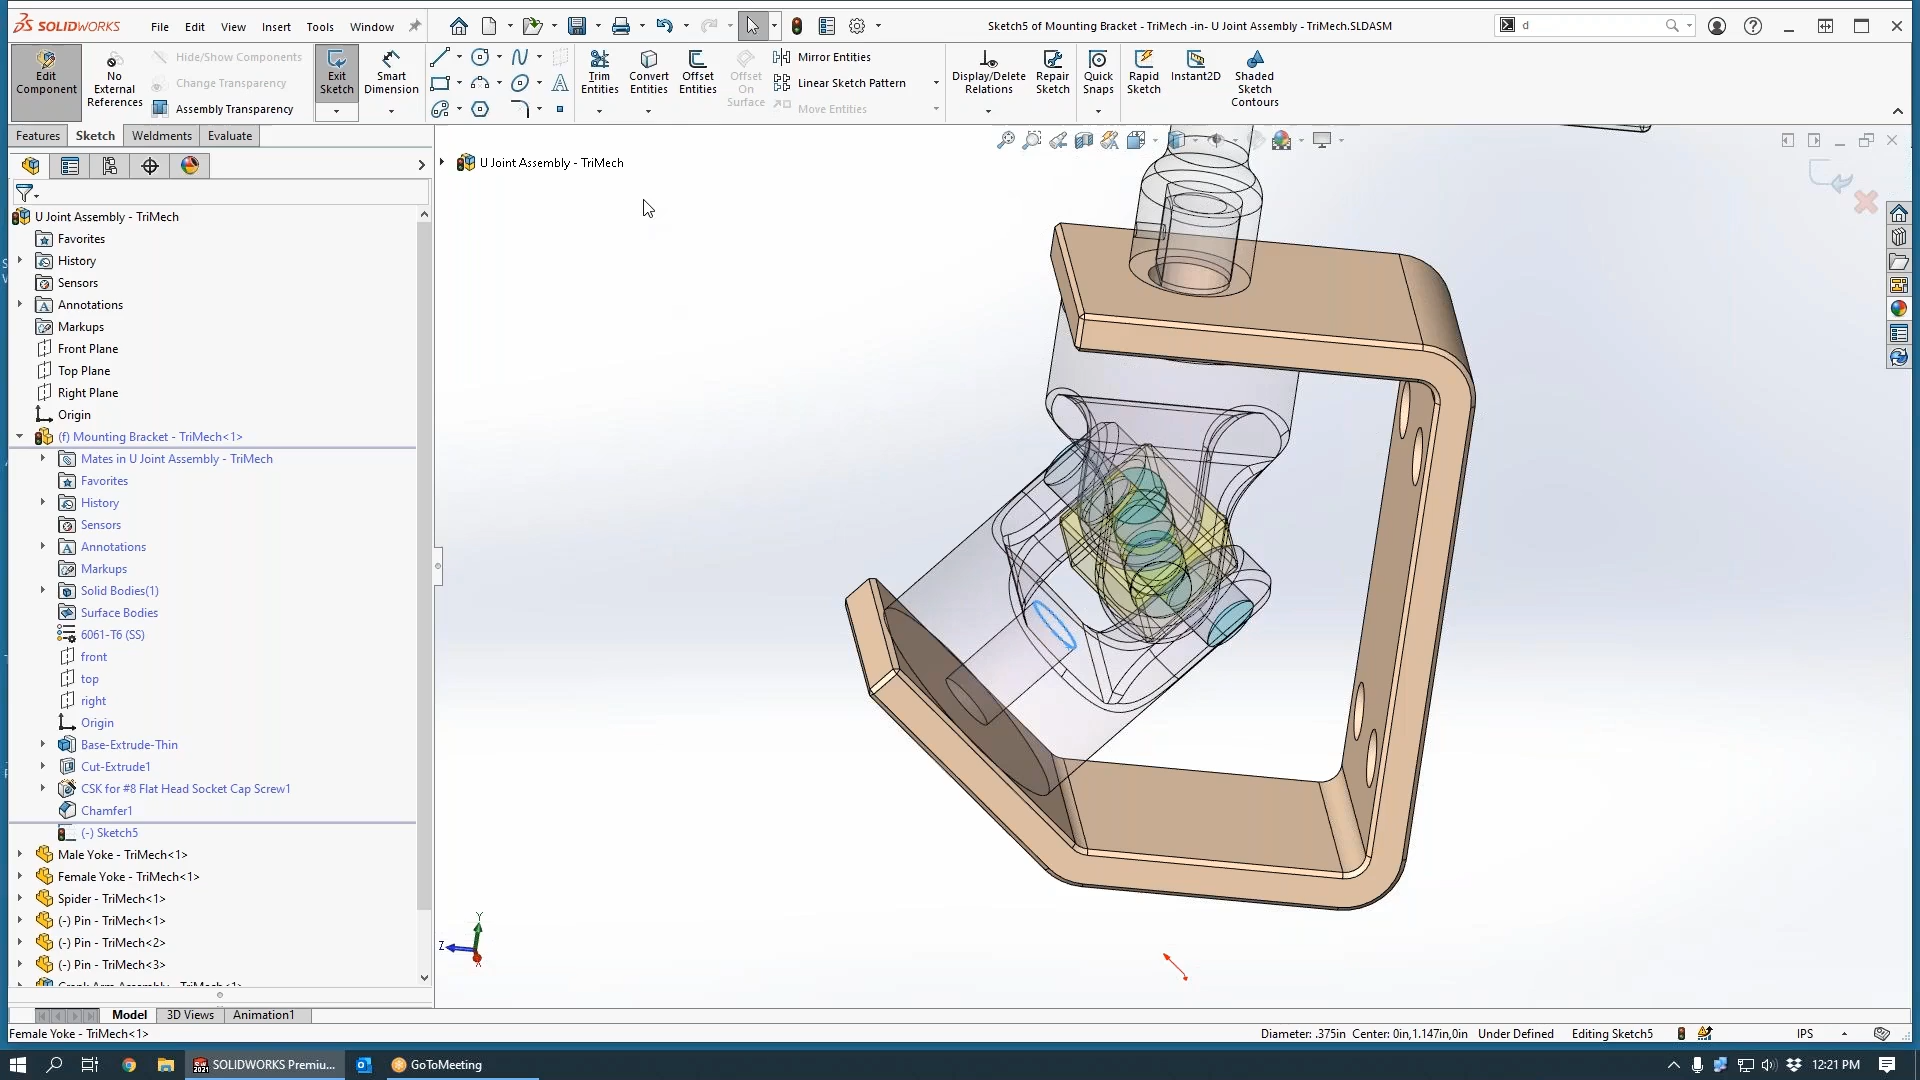 SOLIDWORKS File Edit View Insert Tools Window
Sketch5 of Mounting Bracket - TriMech -in- U Joint Assembly - TriMech.SLDASM
d
Edit Component
No External References
Hide/Show Components
Change Transparency
Assembly Transparency
Exit Sketch
Smart Dimension
Trim Entities
Convert Entities
Offset Entities
Offset On Surface
Mirror Entities
Linear Sketch Pattern
Move Entities
Display/Delete Relations
Repair Sketch
Quick Snaps
Rapid Sketch
Instant2D
Shaded Sketch Contours
Features Sketch Weldments Evaluate
U Joint Assembly - TriMech
U Joint Assembly - TriMech
Favorites
History
Sensors
Annotations
Markups
Front Plane
Top Plane
Right Plane
Origin
(f) Mounting Bracket - TriMech<1>
Mates in U Joint Assembly - TriMech
Favorites
History
Sensors
Annotations
Markups
Solid Bodies(1)
Surface Bodies
6061-T6 (SS)
front
top
right
Origin
Base-Extrude-Thin
Cut-Extrude1
CSK for #8 Flat Head Socket Cap Screw1
Chamfer1
(-) Sketch5
Male Yoke - TriMech<1>
Female Yoke - TriMech<1>
Spider - TriMech<1>
(-) Pin - TriMech<1>
(-) Pin - TriMech<2>
(-) Pin - TriMech<3>
Crank Arm Assembly - TriMech<1>
Y
Z
X
Model 3D Views Animation1
Female Yoke - TriMech<1>
Diameter: .375in Center: 0in,1.147in,0in Under Defined Editing Sketch5 IPS
SOLIDWORKS Premiu... GoToMeeting 12:21 PM